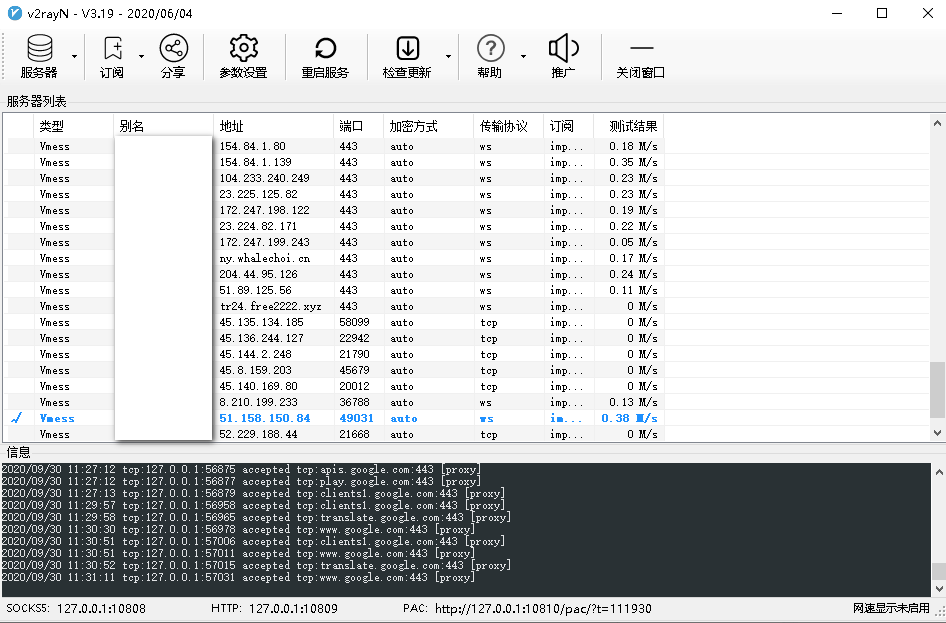 v2rayN - V3.19 - 2020/06/04
服务器 订阅 分享 参数设置 重启服务 检查更新 帮助 推广 关闭窗口
服务器列表
类型 别名 地址 端口 加密方式 传输协议 订阅 测试结果
Vmess 154.84.1.80 443 auto ws imp... 0.18 M/s
Vmess 154.84.1.139 443 auto ws imp... 0.35 M/s
Vmess 104.233.240.249 443 auto ws imp... 0.23 M/s
Vmess 23.225.125.82 443 auto ws imp... 0.23 M/s
Vmess 172.247.198.122 443 auto ws imp... 0.19 M/s
Vmess 23.224.82.171 443 auto ws imp... 0.22 M/s
Vmess 172.247.199.243 443 auto ws imp... 0.05 M/s
Vmess ny.whalechoi.cn 443 auto ws imp... 0.17 M/s
Vmess 204.44.95.126 443 auto ws imp... 0.24 M/s
Vmess 51.89.125.56 443 auto ws imp... 0.11 M/s
Vmess tr24.free2222.xyz 443 auto ws imp... 0 M/s
Vmess 45.135.134.185 58099 auto tcp imp... 0 M/s
Vmess 45.136.244.127 22942 auto tcp imp... 0 M/s
Vmess 45.144.2.248 21790 auto tcp imp... 0 M/s
Vmess 45.8.159.203 45679 auto tcp imp... 0 M/s
Vmess 45.140.169.80 20012 auto tcp imp... 0 M/s
Vmess 8.210.199.233 36788 auto ws imp... 0.13 M/s
Vmess 51.158.150.84 49031 auto ws im... 0.38 M/s
Vmess 52.229.188.44 21668 auto tcp imp... 0 M/s
信息
2020/09/30 11:27:12 tcp:127.0.0.1:56875 accepted tcp:apis.google.com:443 [proxy]
2020/09/30 11:27:12 tcp:127.0.0.1:56877 accepted tcp:play.google.com:443 [proxy]
2020/09/30 11:27:13 tcp:127.0.0.1:56879 accepted tcp:clients1.google.com:443 [proxy]
2020/09/30 11:29:57 tcp:127.0.0.1:56958 accepted tcp:clients1.google.com:443 [proxy]
2020/09/30 11:29:58 tcp:127.0.0.1:56965 accepted tcp:translate.google.com:443 [proxy]
2020/09/30 11:30:30 tcp:127.0.0.1:56978 accepted tcp:www.google.com:443 [proxy]
2020/09/30 11:30:51 tcp:127.0.0.1:57006 accepted tcp:clients1.google.com:443 [proxy]
2020/09/30 11:30:51 tcp:127.0.0.1:57011 accepted tcp:www.google.com:443 [proxy]
2020/09/30 11:30:52 tcp:127.0.0.1:57015 accepted tcp:translate.google.com:443 [proxy]
2020/09/30 11:31:11 tcp:127.0.0.1:57031 accepted tcp:www.google.com:443 [proxy]
SOCKS5: 127.0.0.1:10808 HTTP: 127.0.0.1:10809 PAC: http://127.0.0.1:10810/pac/?t=111930 网速显示未启用